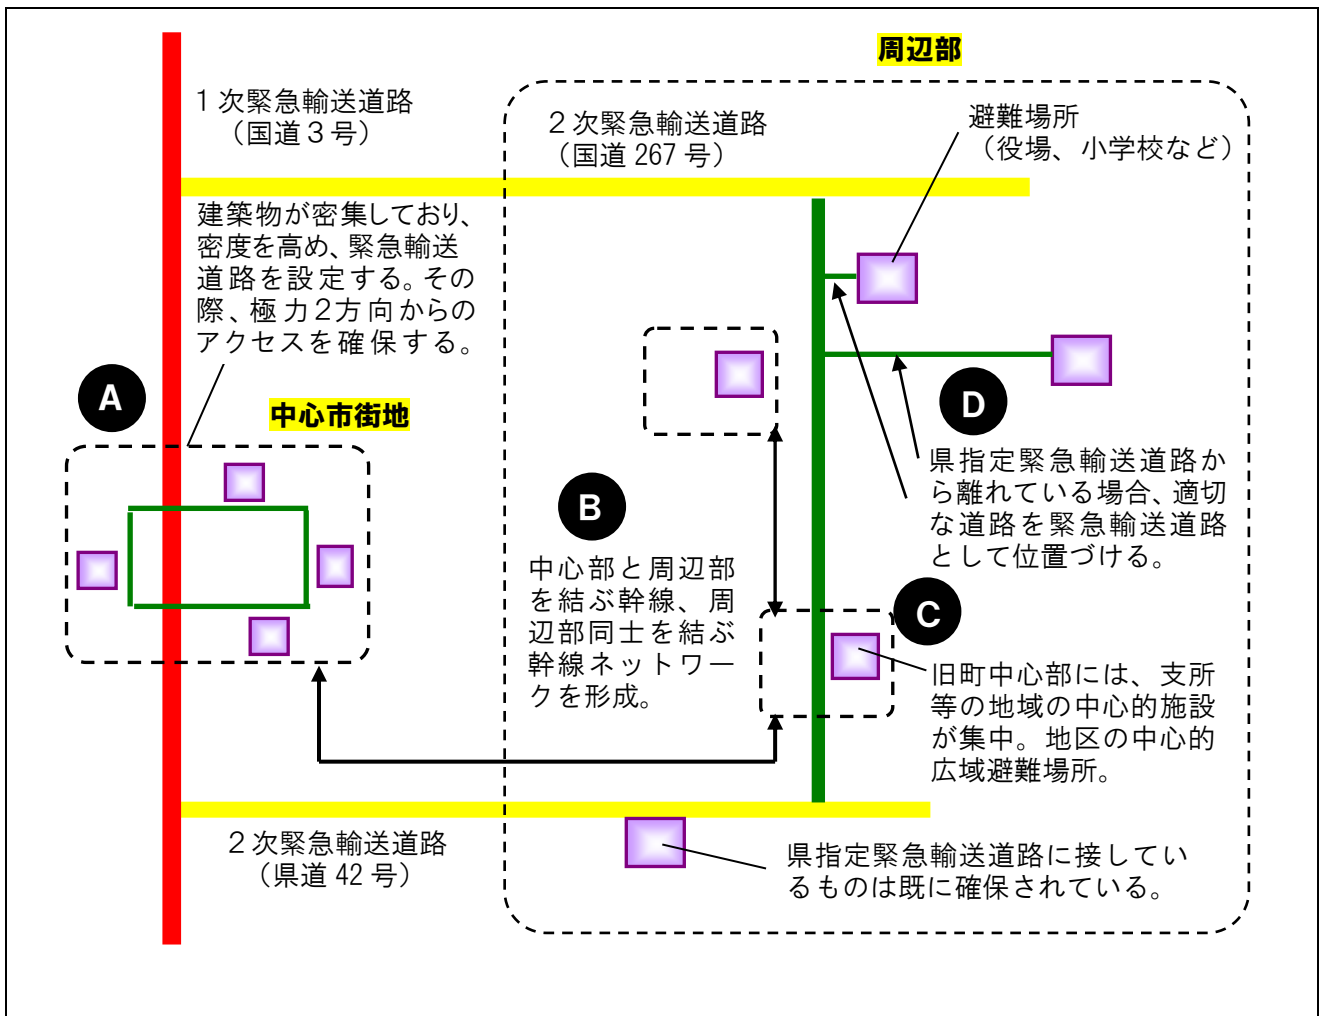 周辺部
1次緊急輸送道路
（国道3号）
2次緊急輸送道路
（国道267号）
避難場所
（役場、小学校など）
建築物が密集しており、
密度を高め、緊急輸送
道路を設定する。その
際、極力2方向からの
アクセスを確保する。
A
中心市街地
D
県指定緊急輸送道路か
ら離れている場合、適切
な道路を緊急輸送道路
として位置づける。
B
中心部と周辺部
を結ぶ幹線、周
辺部同士を結ぶ
幹線ネットワー
クを形成。
C
旧町中心部には、支所
等の地域の中心的施設
が集中。地区の中心的
広域避難場所。
2次緊急輸送道路
（県道42号）
県指定緊急輸送道路に接してい
るものは既に確保されている。